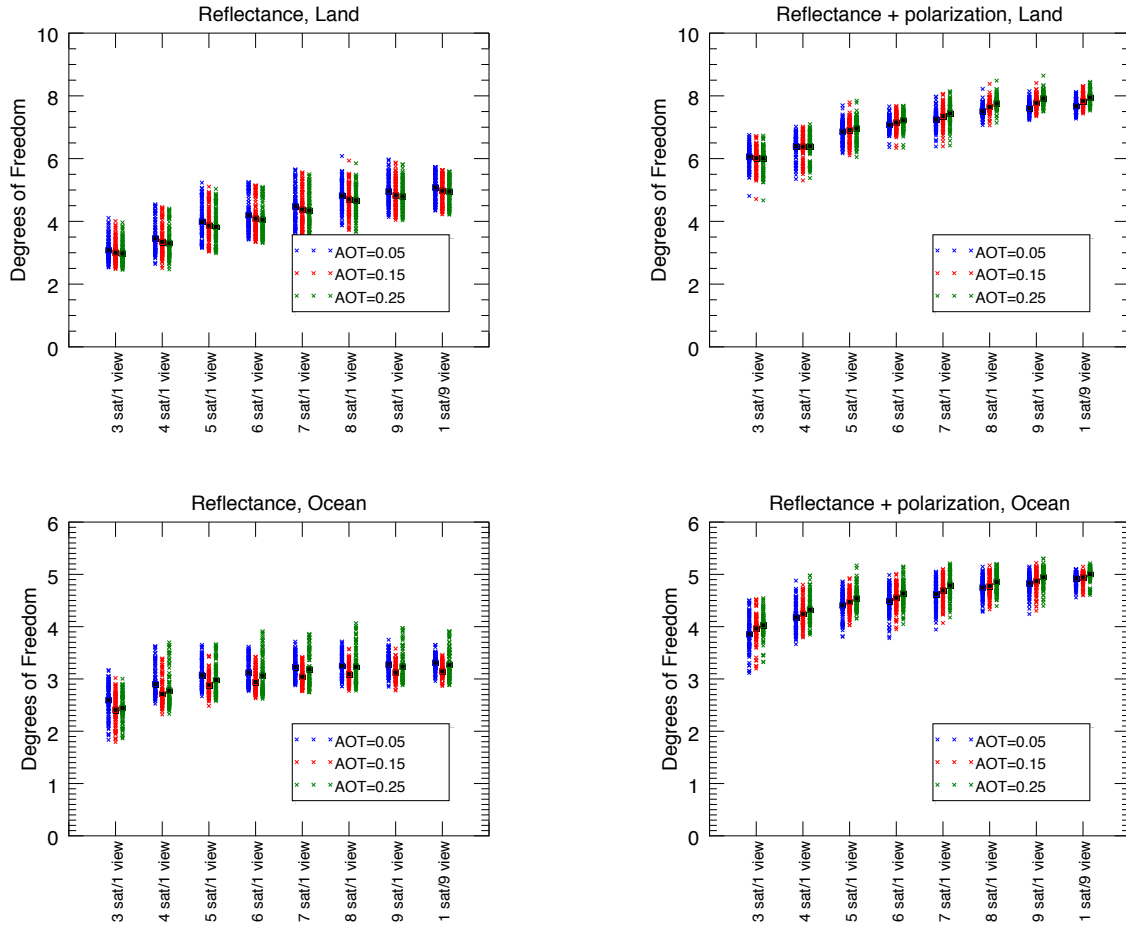 Reflectance, Land
10
8
6
4
2
0
Degrees of Freedom
AOT=0.05
AOT=0.15
AOT=0.25
3 sat/1 view
4 sat/1 view
5 sat/1 view
6 sat/1 view
7 sat/1 view
8 sat/1 view
9 sat/1 view
1 sat/9 view
Reflectance + polarization, Land
10
8
6
4
2
0
Degrees of Freedom
AOT=0.05
AOT=0.15
AOT=0.25
3 sat/1 view
4 sat/1 view
5 sat/1 view
6 sat/1 view
7 sat/1 view
8 sat/1 view
9 sat/1 view
1 sat/9 view
Reflectance, Ocean
6
5
4
3
2
1
0
Degrees of Freedom
AOT=0.05
AOT=0.15
AOT=0.25
3 sat/1 view
4 sat/1 view
5 sat/1 view
6 sat/1 view
7 sat/1 view
8 sat/1 view
9 sat/1 view
1 sat/9 view
Reflectance + polarization, Ocean
6
5
4
3
2
1
0
Degrees of Freedom
AOT=0.05
AOT=0.15
AOT=0.25
3 sat/1 view
4 sat/1 view
5 sat/1 view
6 sat/1 view
7 sat/1 view
8 sat/1 view
9 sat/1 view
1 sat/9 view